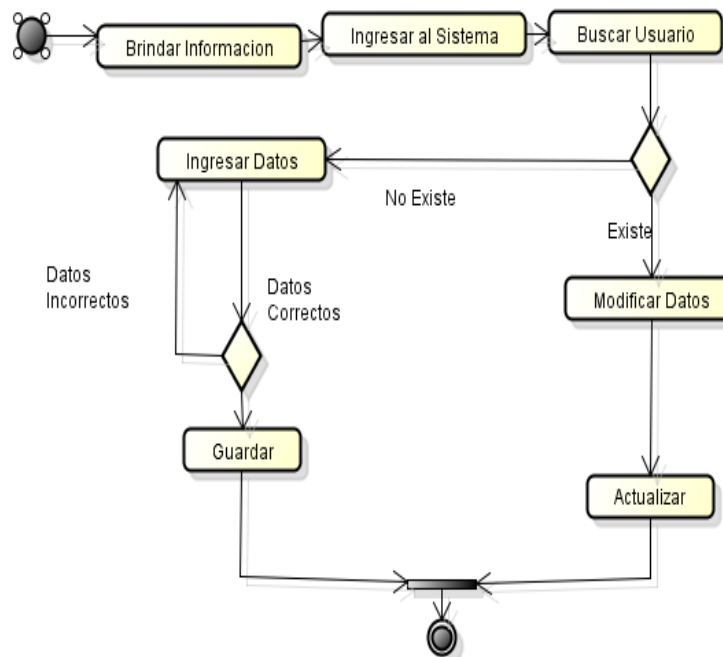 Brindar Informacion
Ingresar al Sistema
Buscar Usuario
Ingresar Datos
No Existe
Existe
Datos
Incorrectos
Datos
Correctos
Modificar Datos
Guardar
Actualizar